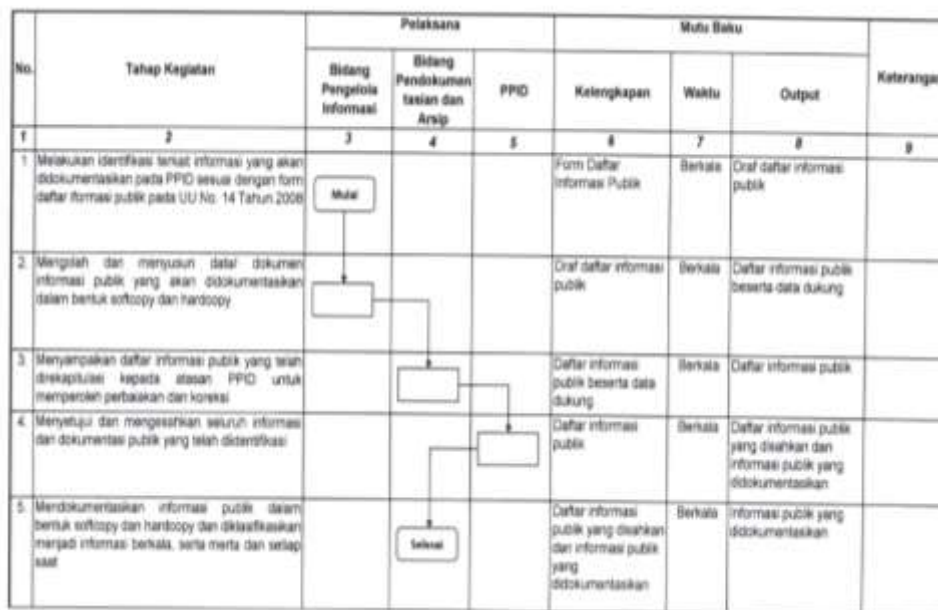 Pelaksana
Mutu Baku
No.
Tahap Kegiatan
Bidang
Pengelola
Informasi
Bidang
Pendokumen
tasian dan
Arsip
PPID
Kelengkapan
Waktu
Output
Keterangan
1
2
3
4
5
6
7
8
9
1. Melakukan identifikasi terkait informasi yang akan
didokumentasikan pada PPID sesuai dengan form
daftar iformasi publik pada UU No. 14 Tahun 2008
Mulai
Form Daftar
Informasi Publik
Berkala
Draf daftar informasi
publik
2. Mengolah dan menyusun data/ dokumen
informasi publik yang akan didokumentasikan
dalam bentuk softcopy dan hardcopy
Draf daftar informasi
publik
Berkala
Daftar informasi publik
beserta data dukung
3. Menyampaikan daftar informasi publik yang telah
direkapitulasi kepada atasan PPID untuk
memperoleh perbaiakan dan koreksi
Daftar informasi
publik beserta data
dukung
Berkala
Daftar informasi publik
4. Menyetujui dan mengesahkan seluruh informasi
dan dokumentasi publik yang telah diidentifikasi
Daftar informasi
publik
Berkala
Daftar informasi publik
yang disahkan dan
informasi publik yang
didokumentasikan
5. Mendokumentasikan informasi publik dalam
bentuk softcopy dan hardcopy dan diklasifikasikan
menjadi informasi berkala, serta merta dan setiap
saat
Selesai
Daftar informasi
publik yang disahkan
dan informasi publik
yang
didokumentasikan
Berkala
Informasi publik yang
didokumentasikan